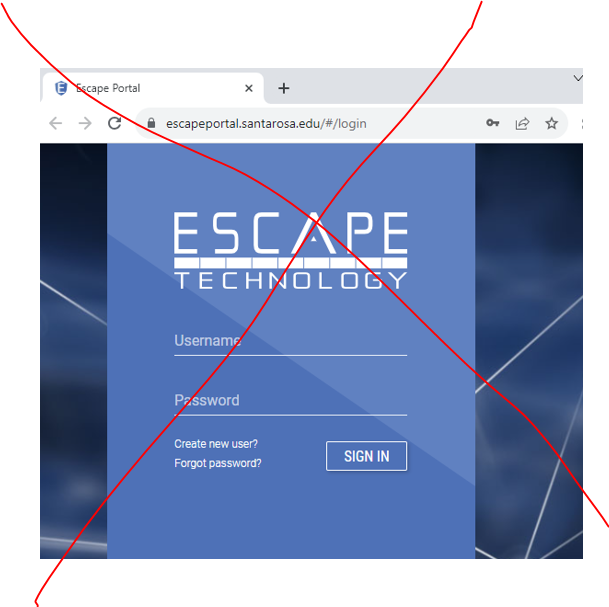 Escape Portal
escapeportal.santarosa.edu/#/login
ESCAPE
TECHNOLOGY
Username
Password
Create new user?
Forgot password?
SIGN IN